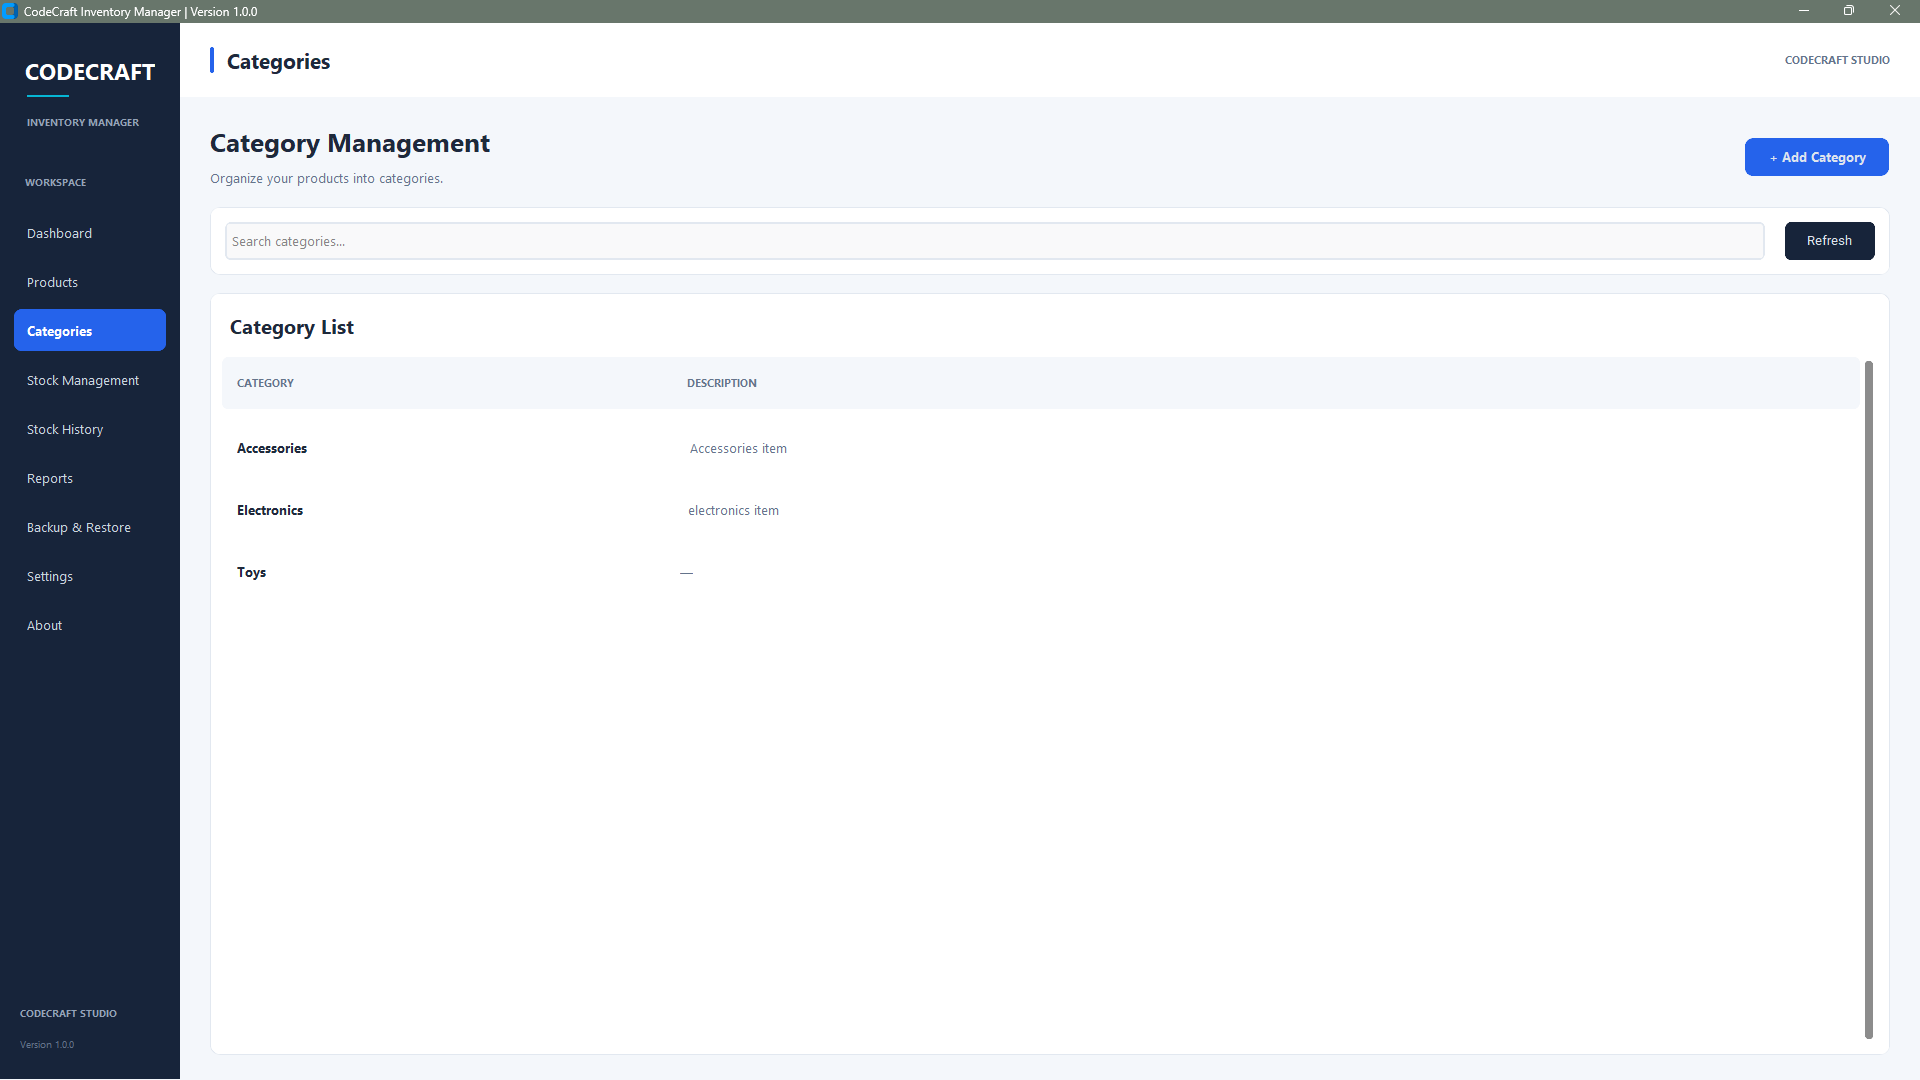 CodeCraft Inventory Manager | Version 1.0.0
CODECRAFT
INVENTORY MANAGER
WORKSPACE
Dashboard
Products
Categories
Stock Management
Stock History
Reports
Backup & Restore
Settings
About
CODECRAFT STUDIO
Version 1.0.0
Categories
CODECRAFT STUDIO
Category Management
Organize your products into categories.
+ Add Category
Search categories...
Refresh
Category List
CATEGORY DESCRIPTION
Accessories Accessories item
Electronics electronics item
Toys —